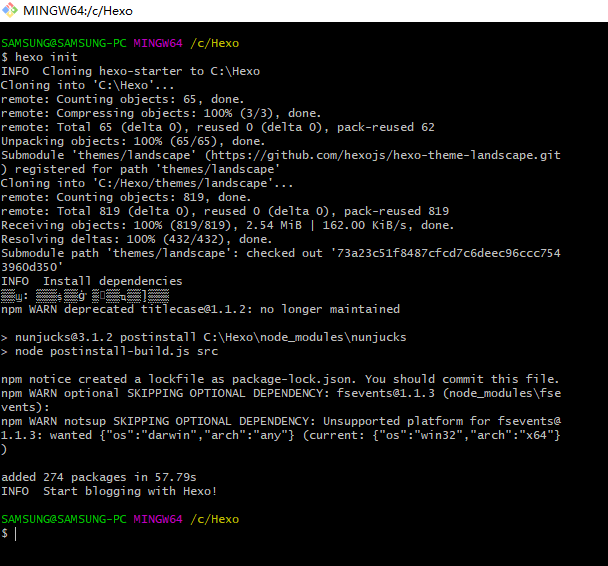 MINGW64:/c/Hexo
SAMSUNG@SAMSUNG-PC MINGW64 /c/Hexo
$ hexo init
INFO  Cloning hexo-starter to C:\Hexo
Cloning into 'C:\Hexo'...
remote: Counting objects: 65, done.
remote: Compressing objects: 100% (3/3), done.
remote: Total 65 (delta 0), reused 0 (delta 0), pack-reused 62
Unpacking objects: 100% (65/65), done.
Submodule 'themes/landscape' (https://github.com/hexojs/hexo-theme-landscape.git
) registered for path 'themes/landscape'
Cloning into 'C:/Hexo/themes/landscape'...
remote: Counting objects: 819, done.
remote: Total 819 (delta 0), reused 0 (delta 0), pack-reused 819
Receiving objects: 100% (819/819), 2.54 MiB | 162.00 KiB/s, done.
Resolving deltas: 100% (432/432), done.
Submodule path 'themes/landscape': checked out '73a23c51f8487cfcd7c6deec96ccc754
3960d350'
INFO  Install dependencies
npm WARN deprecated titlecase@1.1.2: no longer maintained
> nunjucks@3.1.2 postinstall C:\Hexo\node_modules\nunjucks
> node postinstall-build.js src
npm notice created a lockfile as package-lock.json. You should commit this file.
npm WARN optional SKIPPING OPTIONAL DEPENDENCY: fsevents@1.1.3 (node_modules\fse
vents):
npm WARN notsup SKIPPING OPTIONAL DEPENDENCY: Unsupported platform for fsevents@
1.1.3: wanted {"os":"darwin","arch":"any"} (current: {"os":"win32","arch":"x64"}
)
added 274 packages in 57.79s
INFO  Start blogging with Hexo!
SAMSUNG@SAMSUNG-PC MINGW64 /c/Hexo
$